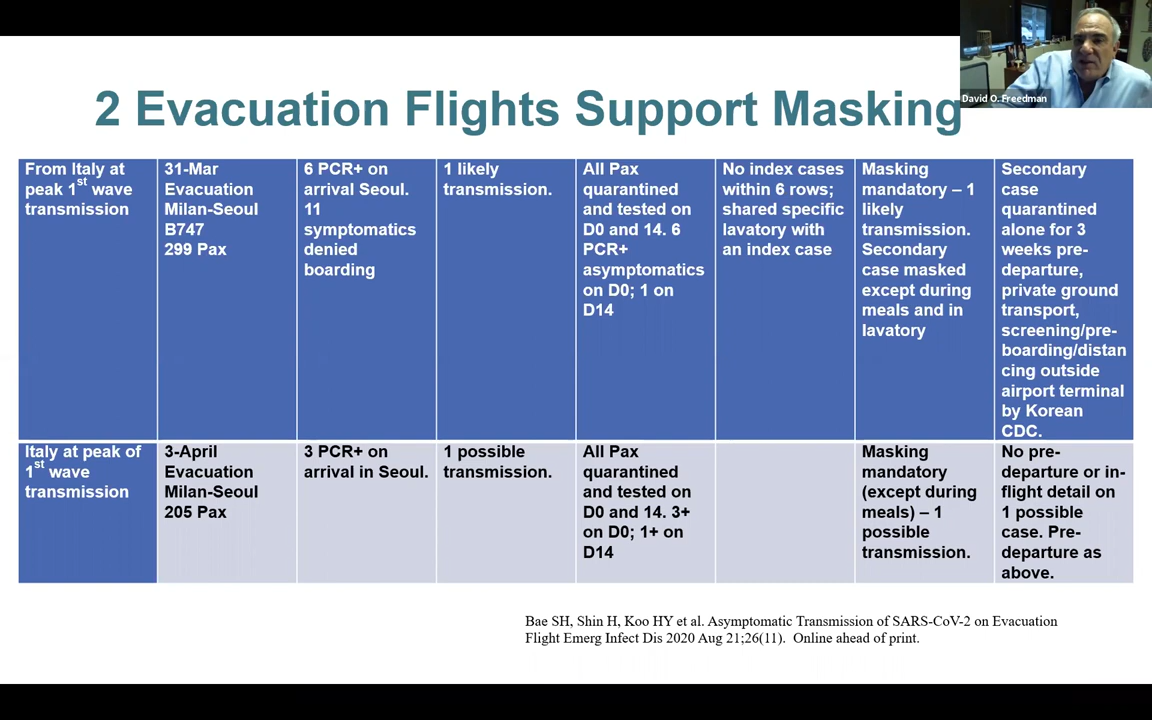 David O. Freedman
2 Evacuation Flights Support Masking
From Italy at
peak 1st wave
transmission
31-Mar
Evacuation
Milan-Seoul
B747
299 Pax
6 PCR+ on
arrival Seoul.
11
symptomatics
denied
boarding
1 likely
transmission.
All Pax
quarantined
and tested on
D0 and 14. 6
PCR+
asymptomatics
on D0; 1 on
D14
No index cases
within 6 rows;
shared specific
lavatory with
an index case
Masking
mandatory – 1
likely
transmission.
Secondary
case masked
except during
meals and in
lavatory
Secondary
case
quarantined
alone for 3
weeks pre-
departure,
private ground
transport,
screening/pre-
boarding/distan
cing outside
airport terminal
by Korean
CDC.
Italy at peak of
1st wave
transmission
3-April
Evacuation
Milan-Seoul
205 Pax
3 PCR+ on
arrival in Seoul.
1 possible
transmission.
All Pax
quarantined
and tested on
D0 and 14. 3+
on D0; 1+ on
D14
Masking
mandatory
(except during
meals) – 1
possible
transmission.
No pre-
departure or in-
flight detail on
1 possible
case. Pre-
departure as
above.
Bae SH, Shin H, Koo HY et al. Asymptomatic Transmission of SARS-CoV-2 on Evacuation
Flight Emerg Infect Dis 2020 Aug 21;26(11).  Online ahead of print.